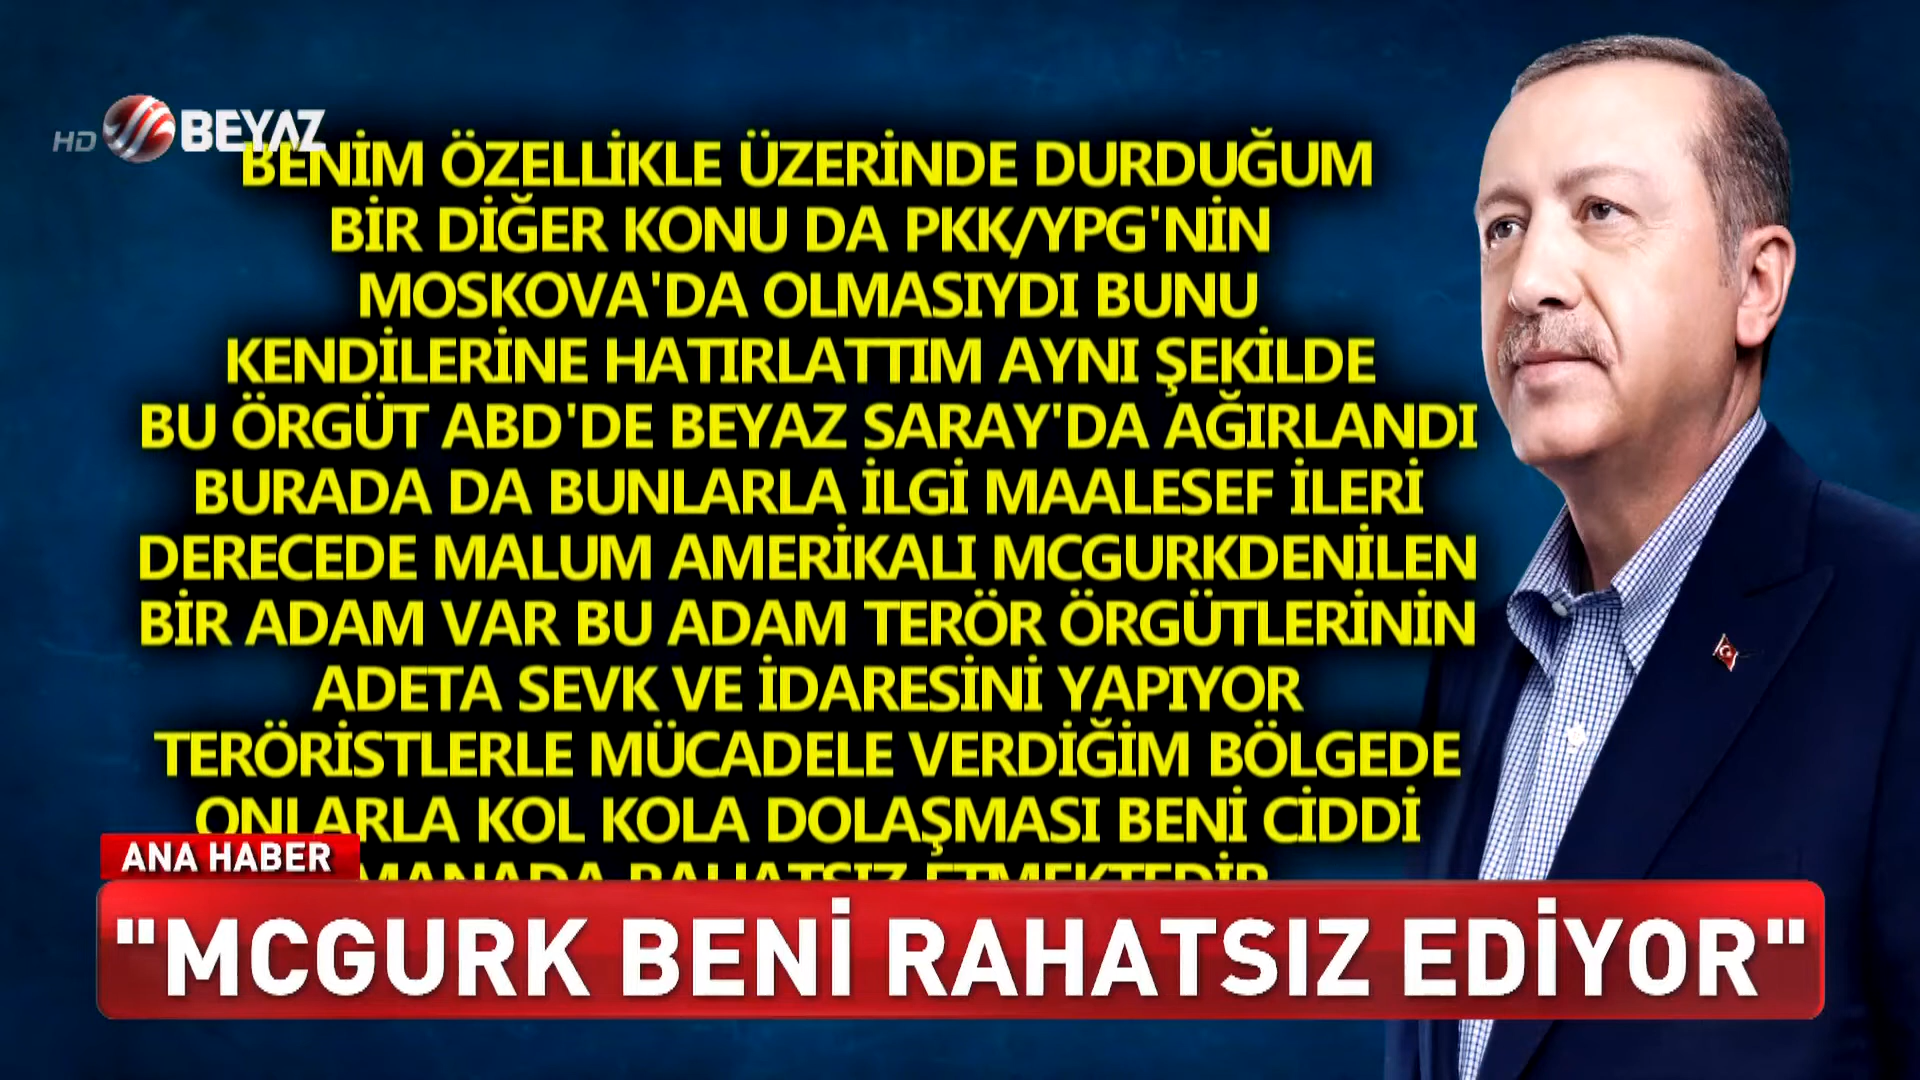 HD BEYAZ
BENİM ÖZELLİKLE ÜZERİNDE DURDUĞUM
BİR DİĞER KONU DA PKK/YPG'NİN
MOSKOVA'DA OLMASIYDI BUNU
KENDİLERİNE HATIRLATTIM AYNI ŞEKİLDE
BU ÖRGÜT ABD'DE BEYAZ SARAY'DA AĞIRLANDI
BURADA DA BUNLARLA İLGİ MAALESEF İLERİ
DERECEDE MALUM AMERİKALI MCGURKDENİLEN
BİR ADAM VAR BU ADAM TERÖR ÖRGÜTLERİNİN
ADETA SEVK VE İDARESİNİ YAPIYOR
TERÖRİSTLERLE MÜCADELE VERDİĞİM BÖLGEDE
ONLARLA KOL KOLA DOLAŞMASI BENİ CİDDİ
MANADA RAHATSIZ ETMEKTEDİR
ANA HABER
"MCGURK BENİ RAHATSIZ EDİYOR"